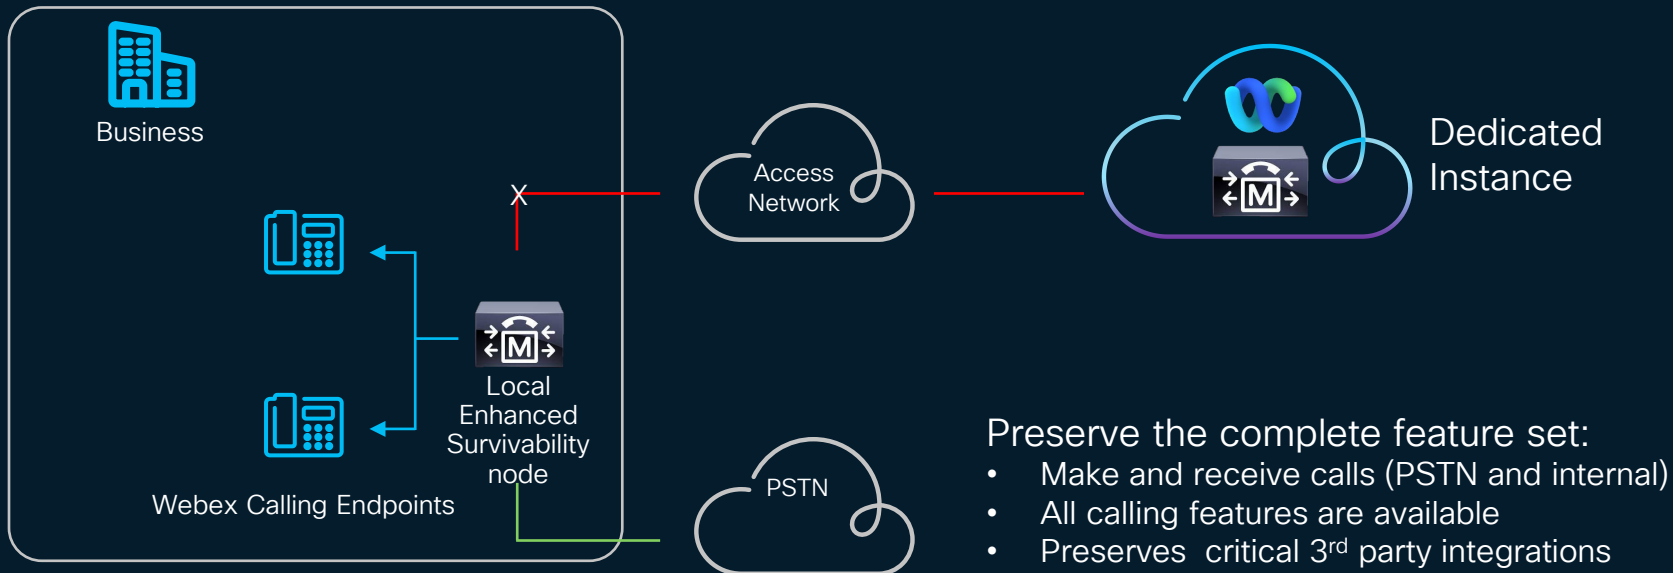 Business
X
Access
Network
Dedicated
Instance
M
M
Local
Enhanced
Survivability
node
Webex Calling Endpoints
PSTN
Preserve the complete feature set:
• Make and receive calls (PSTN and internal)
• All calling features are available
• Preserves critical 3rd party integrations